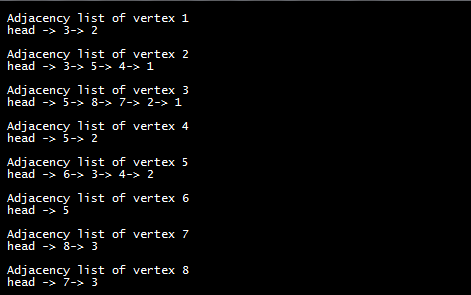 Adjacency list of vertex 1
head -> 3-> 2
Adjacency list of vertex 2
head -> 3-> 5-> 4-> 1
Adjacency list of vertex 3
head -> 5-> 8-> 7-> 2-> 1
Adjacency list of vertex 4
head -> 5-> 2
Adjacency list of vertex 5
head -> 6-> 3-> 4-> 2
Adjacency list of vertex 6
head -> 5
Adjacency list of vertex 7
head -> 8-> 3
Adjacency list of vertex 8
head -> 7-> 3